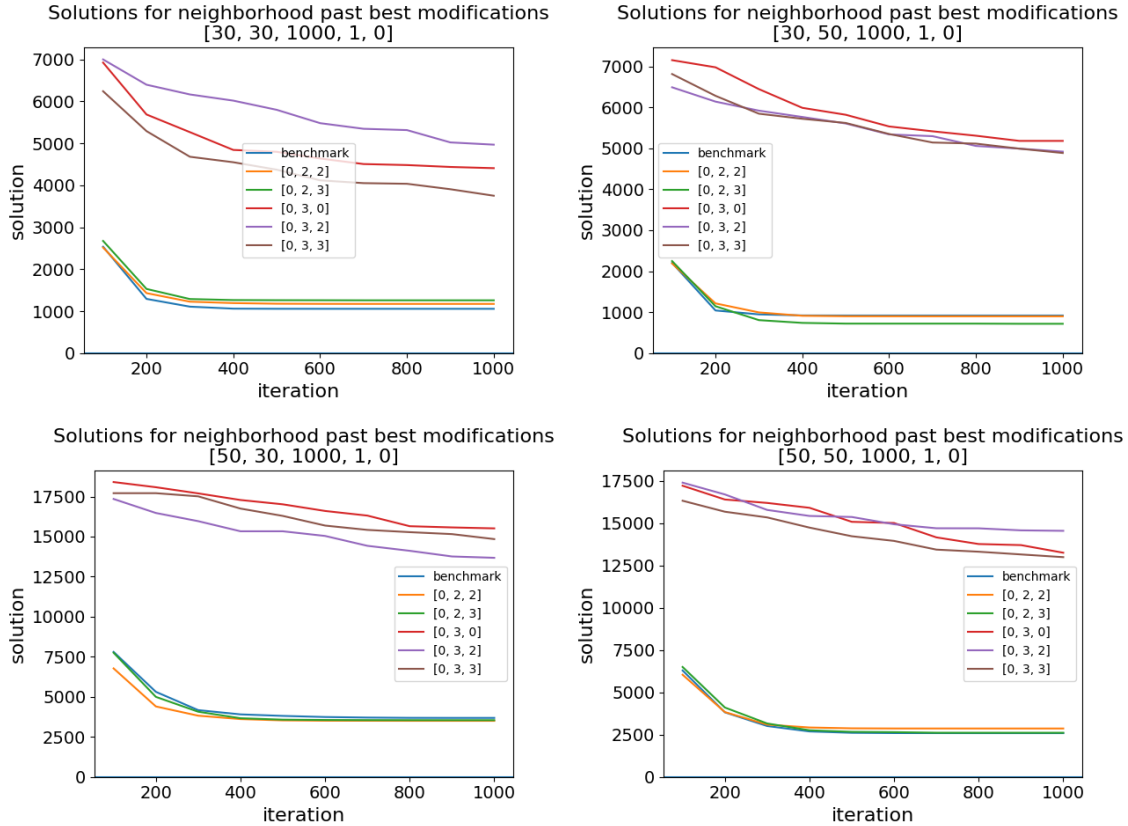 Solutions for neighborhood past best modifications
[30, 30, 1000, 1, 0]
7000
6000
5000
4000
3000
2000
1000
0
solution
benchmark
[0, 2, 2]
[0, 2, 3]
[0, 3, 0]
[0, 3, 2]
[0, 3, 3]
200 400 600 800 1000
iteration
Solutions for neighborhood past best modifications
[30, 50, 1000, 1, 0]
7000
6000
5000
4000
3000
2000
1000
0
solution
benchmark
[0, 2, 2]
[0, 2, 3]
[0, 3, 0]
[0, 3, 2]
[0, 3, 3]
200 400 600 800 1000
iteration
Solutions for neighborhood past best modifications
[50, 30, 1000, 1, 0]
17500
15000
12500
10000
7500
5000
2500
0
solution
benchmark
[0, 2, 2]
[0, 2, 3]
[0, 3, 0]
[0, 3, 2]
[0, 3, 3]
200 400 600 800 1000
iteration
Solutions for neighborhood past best modifications
[50, 50, 1000, 1, 0]
17500
15000
12500
10000
7500
5000
2500
0
solution
benchmark
[0, 2, 2]
[0, 2, 3]
[0, 3, 0]
[0, 3, 2]
[0, 3, 3]
200 400 600 800 1000
iteration